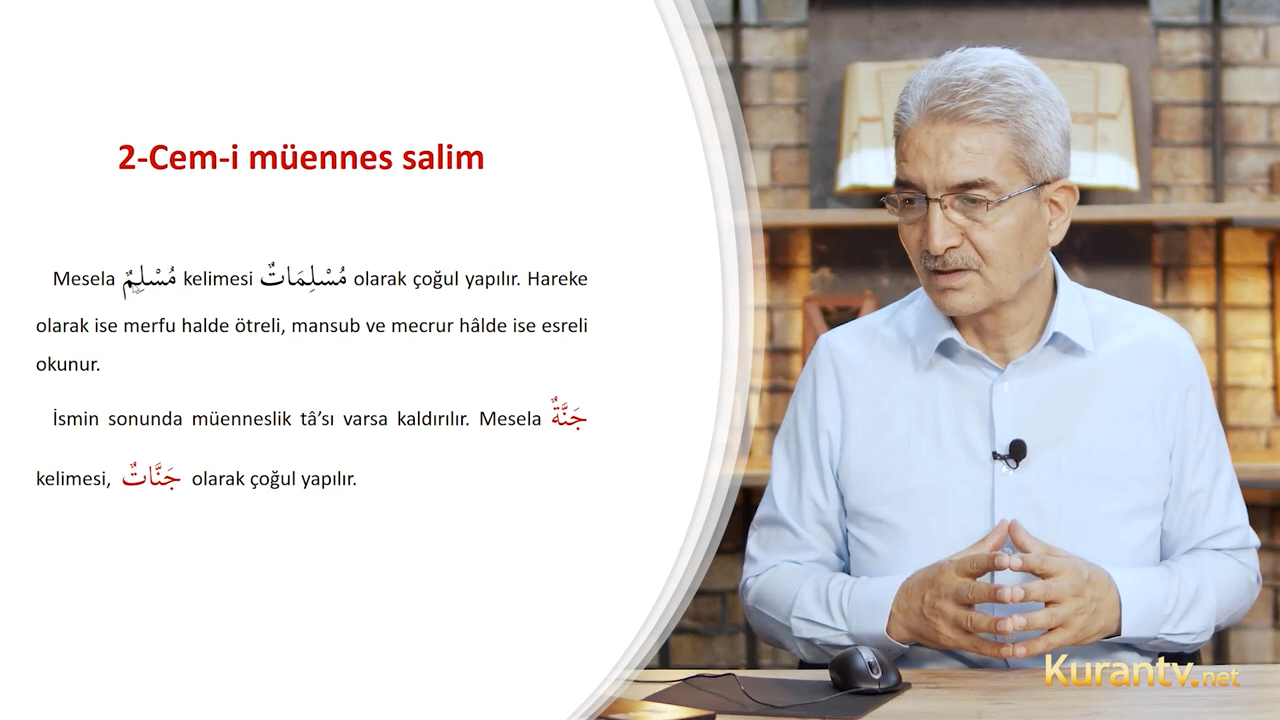 2-Cem-i müennes salim
Mesela مُسْلِمٌ kelimesi مُسْلِمَاتٌ olarak çoğul yapılır. Hareke
olarak ise merfu halde ötreli, mansub ve mecrur hâlde ise esreli
okunur.
İsmin sonunda müenneslik tâ’sı varsa kaldırılır. Mesela جَنَّةٌ
kelimesi, جَنَّاتٌ olarak çoğul yapılır.
Kurantv.net